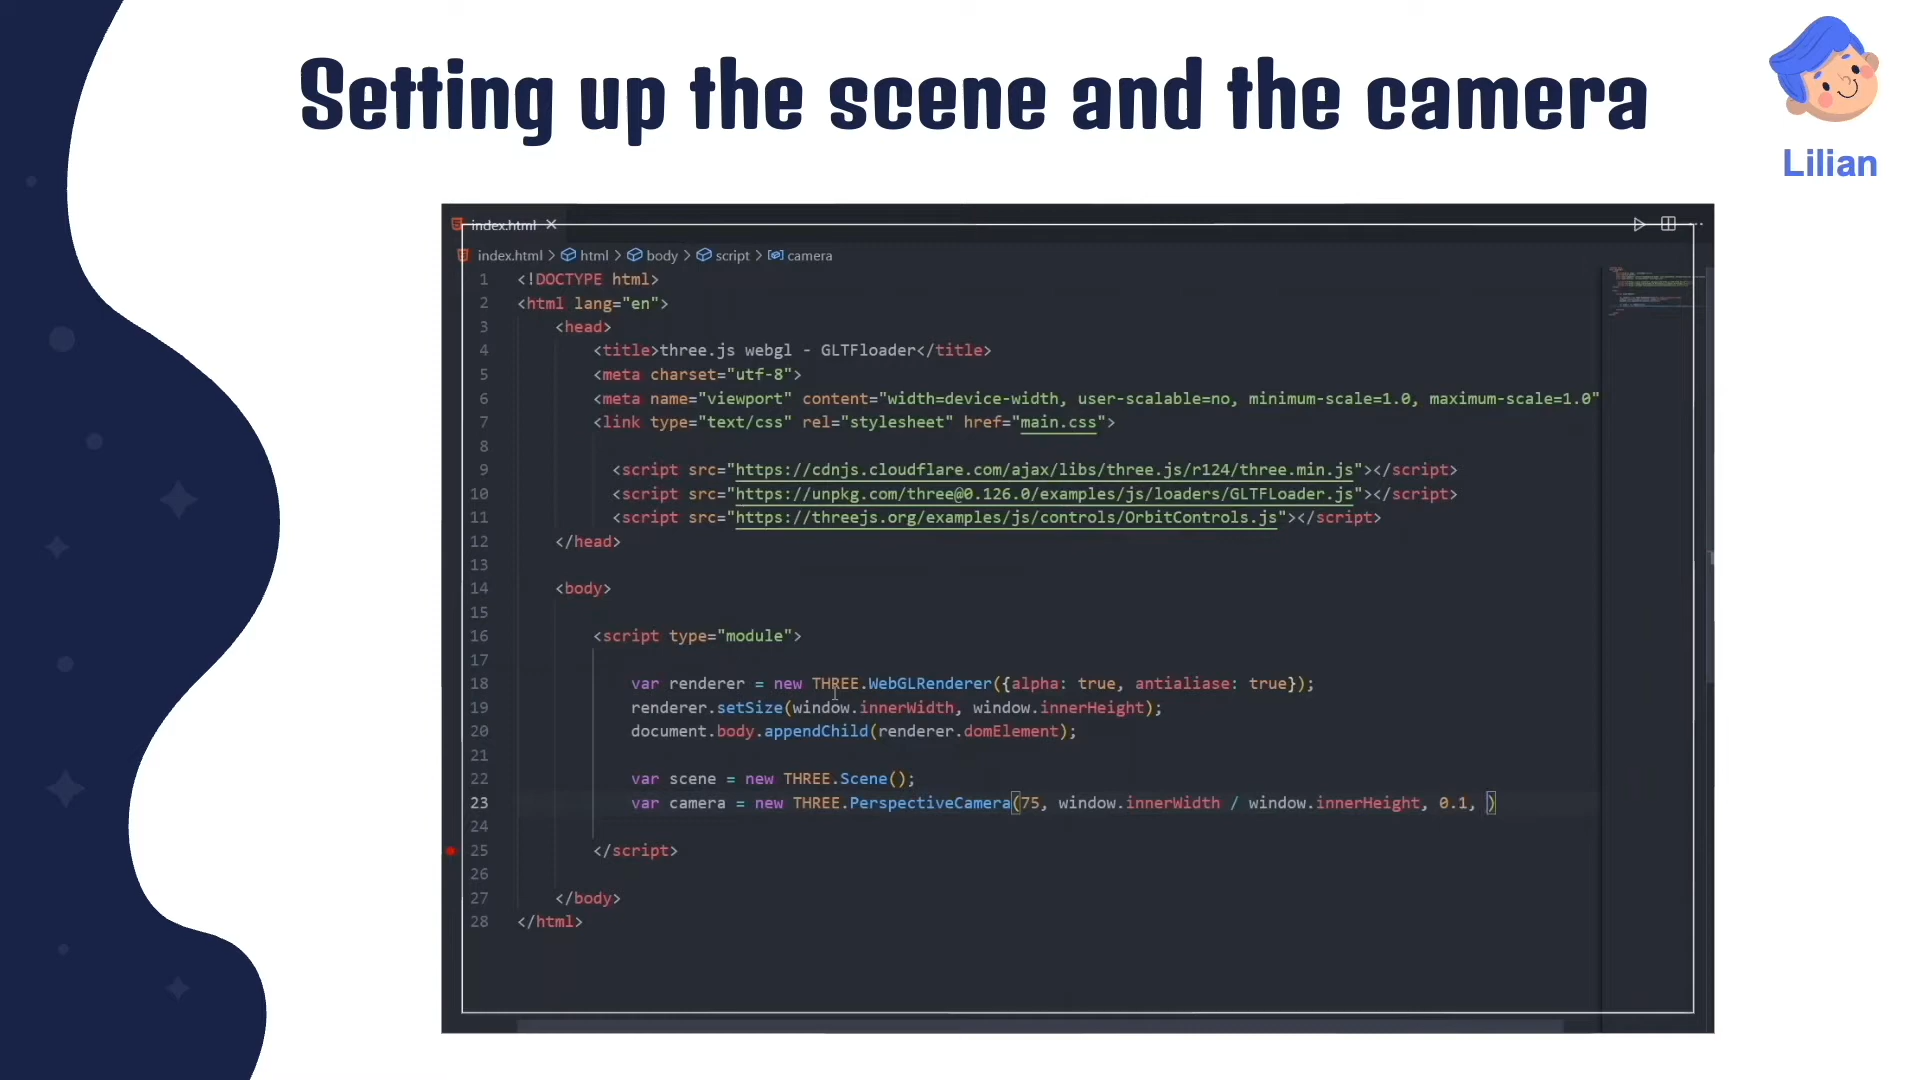 Setting up the scene and the camera
Lilian
index.html
index.html > html > body > script > camera
1 <!DOCTYPE html>
2 <html lang="en">
3 <head>
4 <title>three.js webgl - GLTFloader</title>
5 <meta charset="utf-8">
6 <meta name="viewport" content="width=device-width, user-scalable=no, minimum-scale=1.0, maximum-scale=1.0"
7 <link type="text/css" rel="stylesheet" href="main.css">
8
9 <script src="https://cdnjs.cloudflare.com/ajax/libs/three.js/r124/three.min.js"></script>
10 <script src="https://unpkg.com/three@0.126.0/examples/js/loaders/GLTFLoader.js"></script>
11 <script src="https://threejs.org/examples/js/controls/OrbitControls.js"></script>
12 </head>
13
14 <body>
15
16 <script type="module">
17
18 var renderer = new THREE.WebGLRenderer({alpha: true, antialiase: true});
19 renderer.setSize(window.innerWidth, window.innerHeight);
20 document.body.appendChild(renderer.domElement);
21
22 var scene = new THREE.Scene();
23 var camera = new THREE.PerspectiveCamera(75, window.innerWidth / window.innerHeight, 0.1, )
24
25 </script>
26
27 </body>
28 </html>